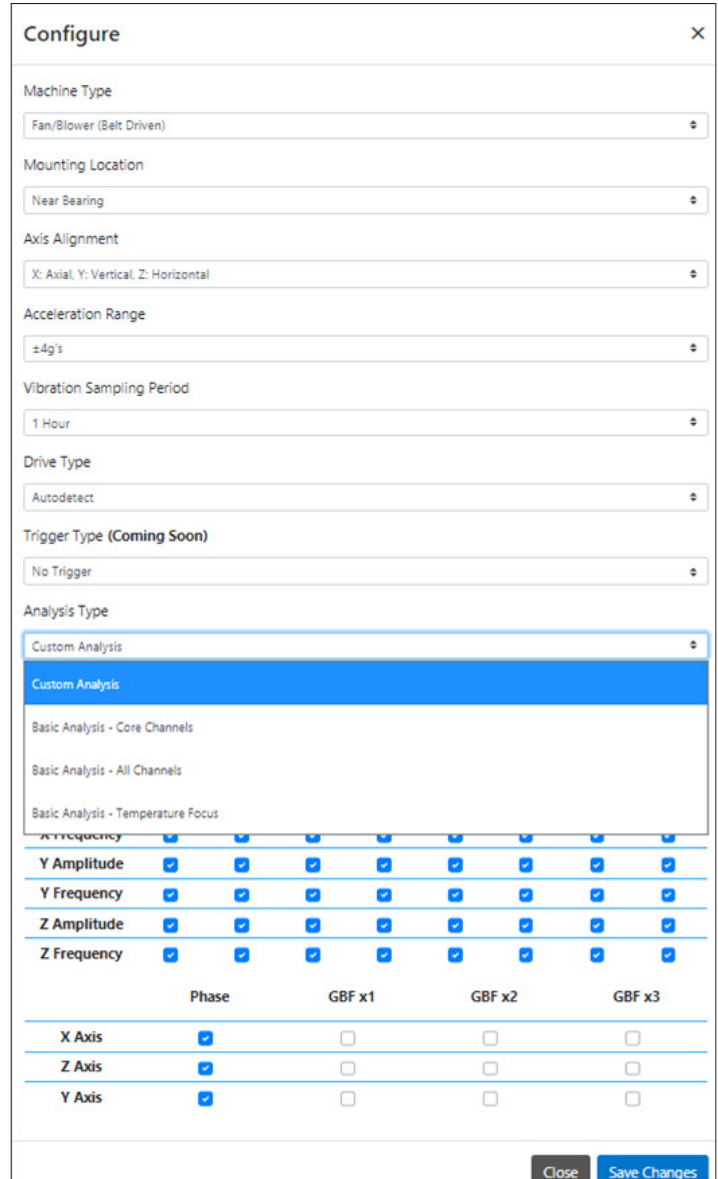 Configure ×
Machine Type
Fan/Blower (Belt Driven)
Mounting Location
Near Bearing
Axis Alignment
X: Axial, Y: Vertical, Z: Horizontal
Acceleration Range
±4g's
Vibration Sampling Period
1 Hour
Drive Type
Autodetect
Trigger Type (Coming Soon)
No Trigger
Analysis Type
Custom Analysis
Custom Analysis
Basic Analysis - Core Channels
Basic Analysis - All Channels
Basic Analysis - Temperature Focus
X Frequency
Y Amplitude
Y Frequency
Z Amplitude
Z Frequency
Phase GBF x1 GBF x2 GBF x3
X Axis
Z Axis
Y Axis
Close Save Changes